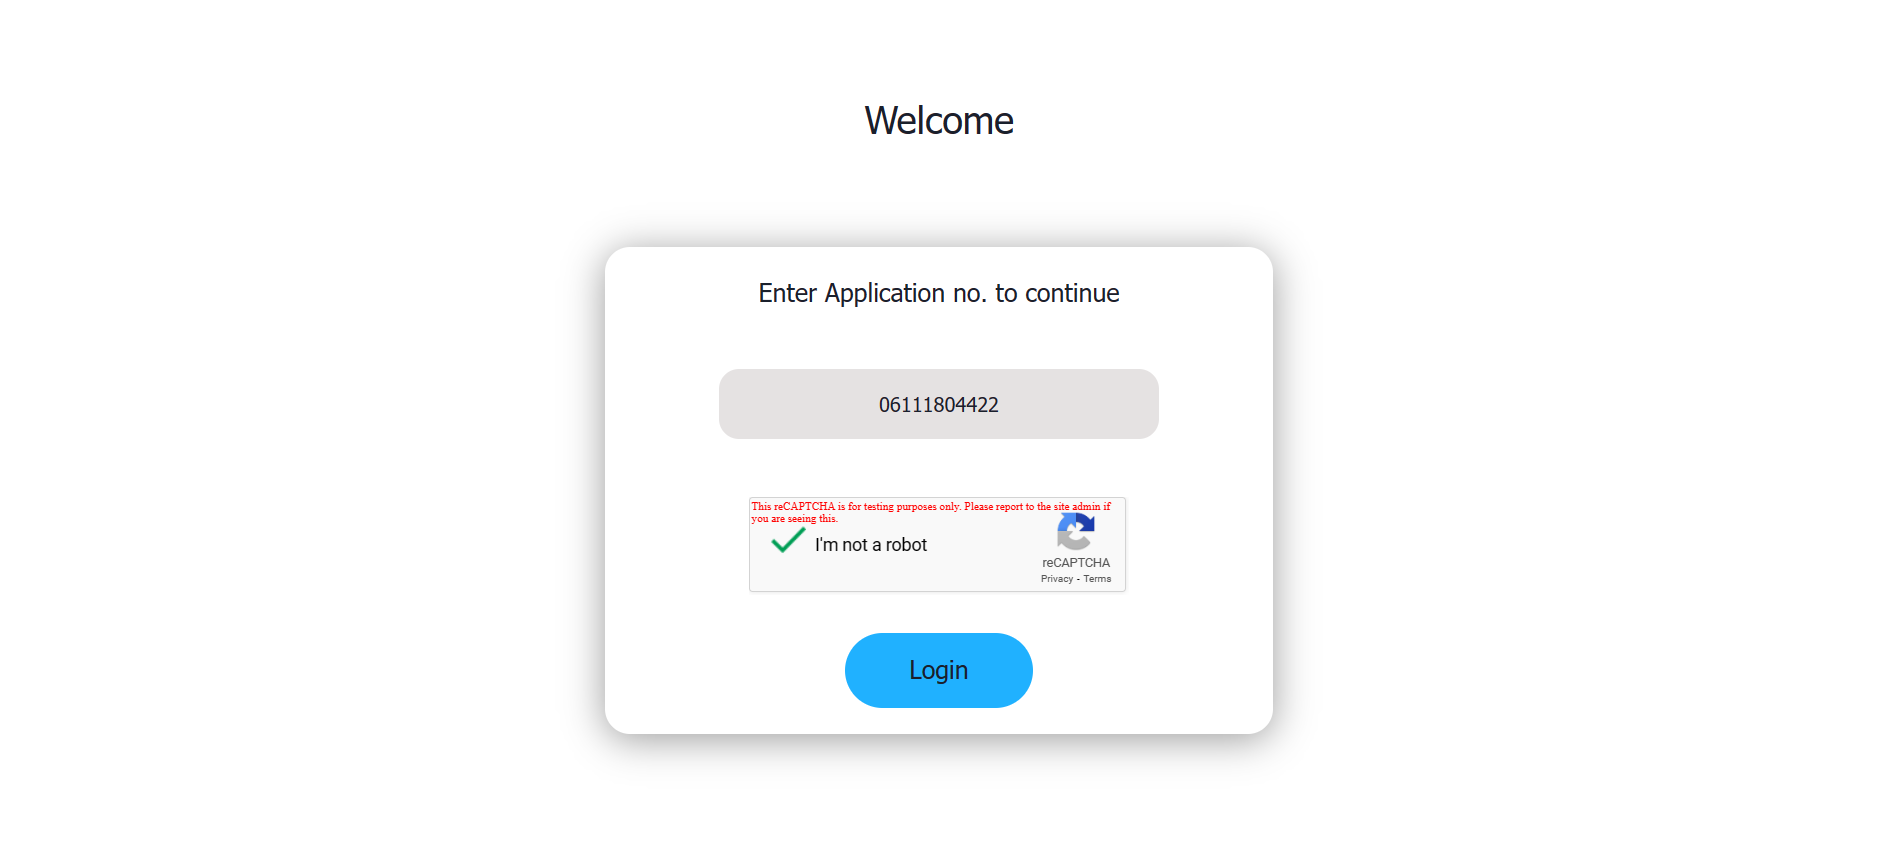 Welcome
Enter Application no. to continue
06111804422
This reCAPTCHA is for testing purposes only. Please report to the site admin if
you are seeing this.
I'm not a robot
reCAPTCHA
Privacy - Terms
Login